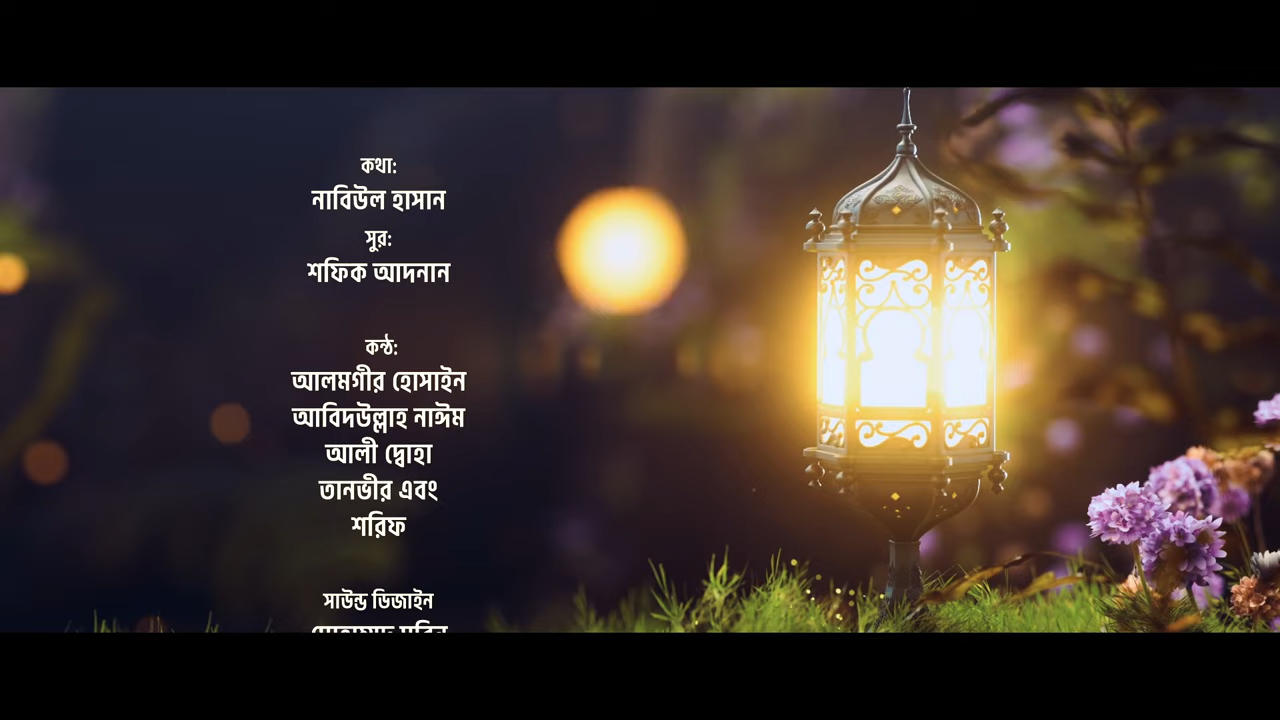 কথা:
নাবিউল হাসান
সুর:
শফিক আদনান
কন্ঠ:
আলমগীর হোসাইন
আবিদউল্লাহ নাঈম
আলী দ্বোহা
তানভীর এবং
শরিফ
সাউন্ড ডিজাইন